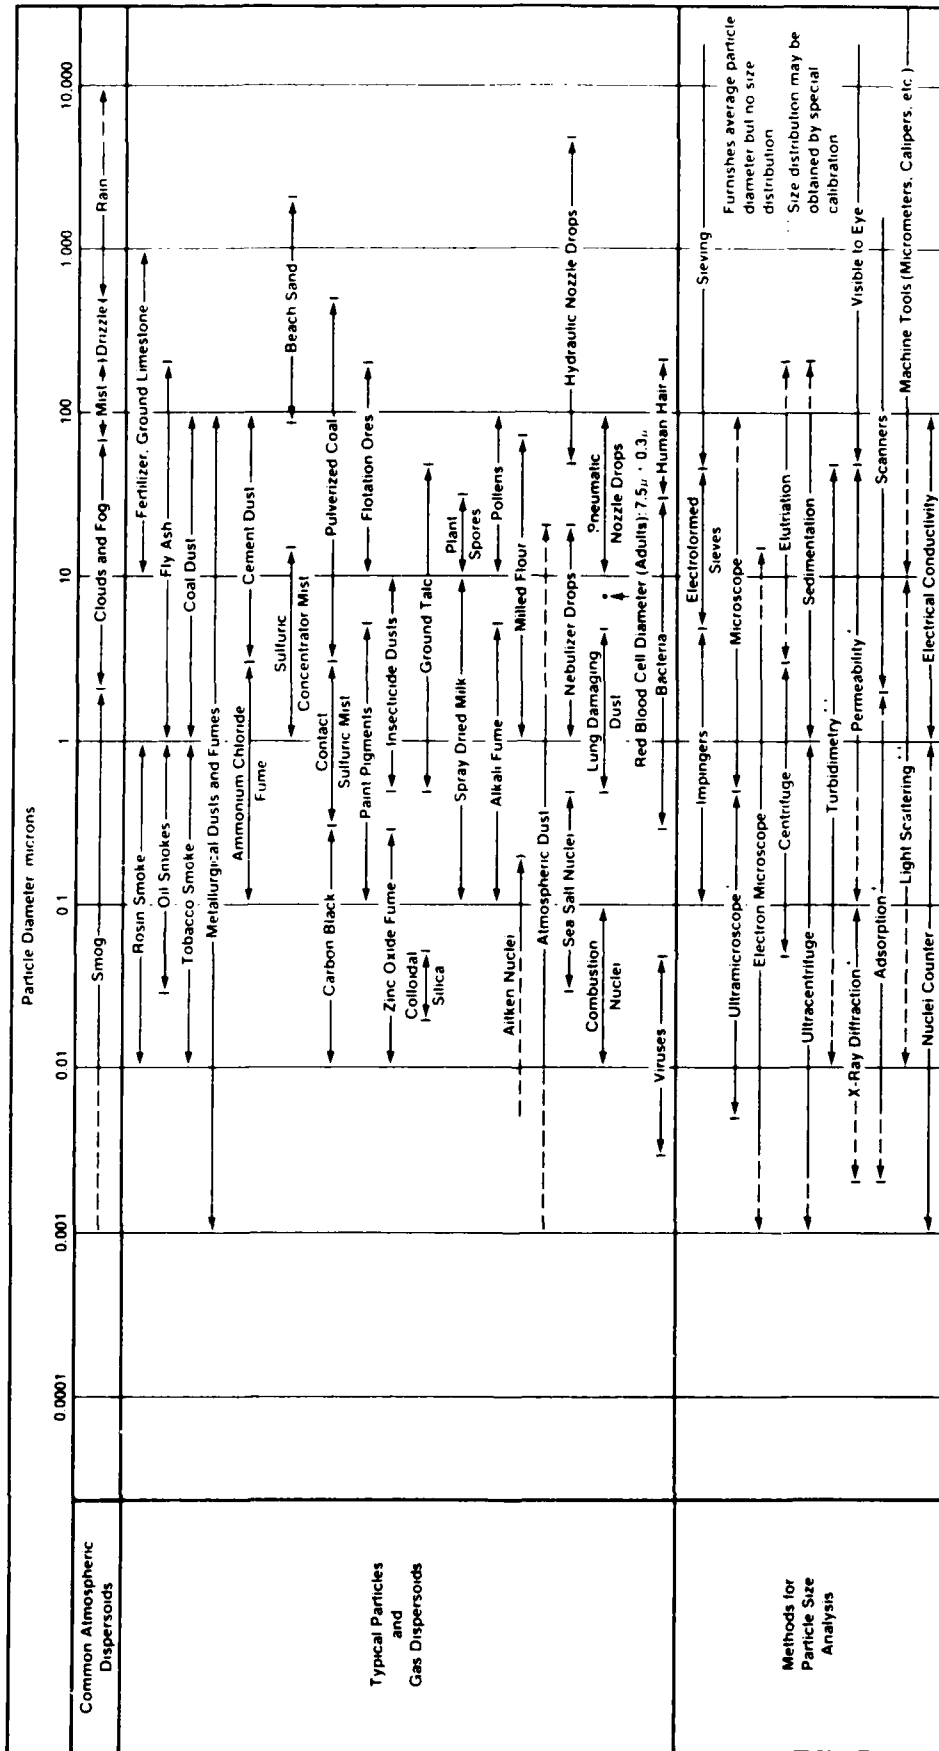 Particle Diameter microns
0.0001
0.001
0.01
0 1
1
10
100
1 000
10.000
Common Atmospheric
Dispersoids
Smog
Clouds and Fog
Mist
Drizzle
Rain
Typical Particles
and
Gas Dispersoids
Rosin Smoke
Fertilizer, Ground Limestone
Oil Smokes
Fly Ash
Tobacco Smoke
Coal Dust
Metallurgical Dusts and Fumes
Ammonium Chloride
Fume
Cement Dust
Sulfuric
Concentrator Mist
Beach Sand
Carbon Black
Contact
Sulfuric Mist
Pulverized Coal
Paint Pigments
Flotation Ores
Zinc Oxide Fume
Insecticide Dusts
Colloidal
Silica
Ground Talc
Spray Dried Milk
Plant
Spores
Alkali Fume
Pollens
Aitken Nuclei
Milled Flour
Atmospheric Dust
Sea Salt Nuclei
Nebulizer Drops
Hydraulic Nozzle Drops
Combustion
Nuclei
Lung Damaging
Dust
Pneumatic
Nozzle Drops
Red Blood Cell Diameter (Adults): 7.5μ · 0.3μ
Viruses
Bacteria
Human Hair
Methods for
Particle Size
Analysis
Impingers
Electroformed
Sieves
Sieving
Ultramicroscope
Microscope
Electron Microscope
Centrifuge
Elutriation
Ultracentrifuge
Sedimentation
Turbidimetry
X-Ray Diffraction
Permeability
Visible to Eye
Adsorption
Scanners
Light Scattering
Machine Tools (Micrometers, Calipers, etc.)
Nuclei Counter
Electrical Conductivity
Furnishes average particle
diameter but no size
distribution
Size distribution may be
obtained by special
calibration